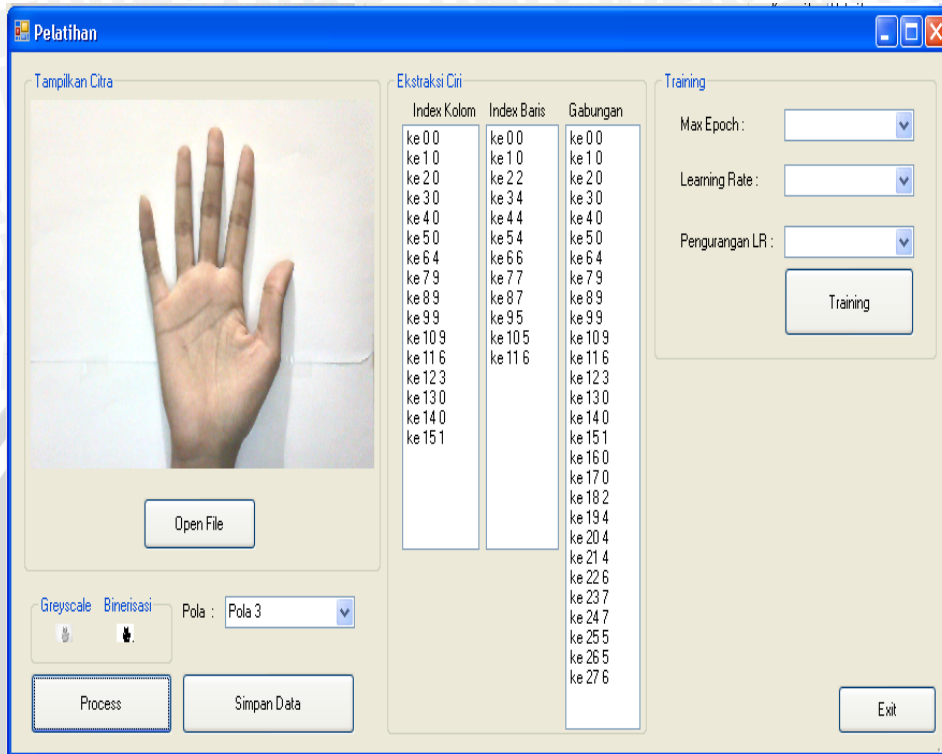 Pelatihan
Tampilkan Citra
Open File
Greyscale Binerisasi
Pola : Pola 3
Process
Simpan Data
Ekstraksi Ciri
Index Kolom
ke 0 0
ke 1 0
ke 2 0
ke 3 0
ke 4 0
ke 5 0
ke 6 4
ke 7 9
ke 8 9
ke 9 9
ke 10 9
ke 11 6
ke 12 3
ke 13 0
ke 14 0
ke 15 1
Index Baris
ke 0 0
ke 1 0
ke 2 2
ke 3 4
ke 4 4
ke 5 4
ke 6 6
ke 7 7
ke 8 7
ke 9 5
ke 10 5
ke 11 6
Gabungan
ke 0 0
ke 1 0
ke 2 0
ke 3 0
ke 4 0
ke 5 0
ke 6 4
ke 7 9
ke 8 9
ke 9 9
ke 10 9
ke 11 6
ke 12 3
ke 13 0
ke 14 0
ke 15 1
ke 16 0
ke 17 0
ke 18 2
ke 19 4
ke 20 4
ke 21 4
ke 22 6
ke 23 7
ke 24 7
ke 25 5
ke 26 5
ke 27 6
Training
Max Epoch :
Learning Rate :
Pengurangan LR :
Training
Exit